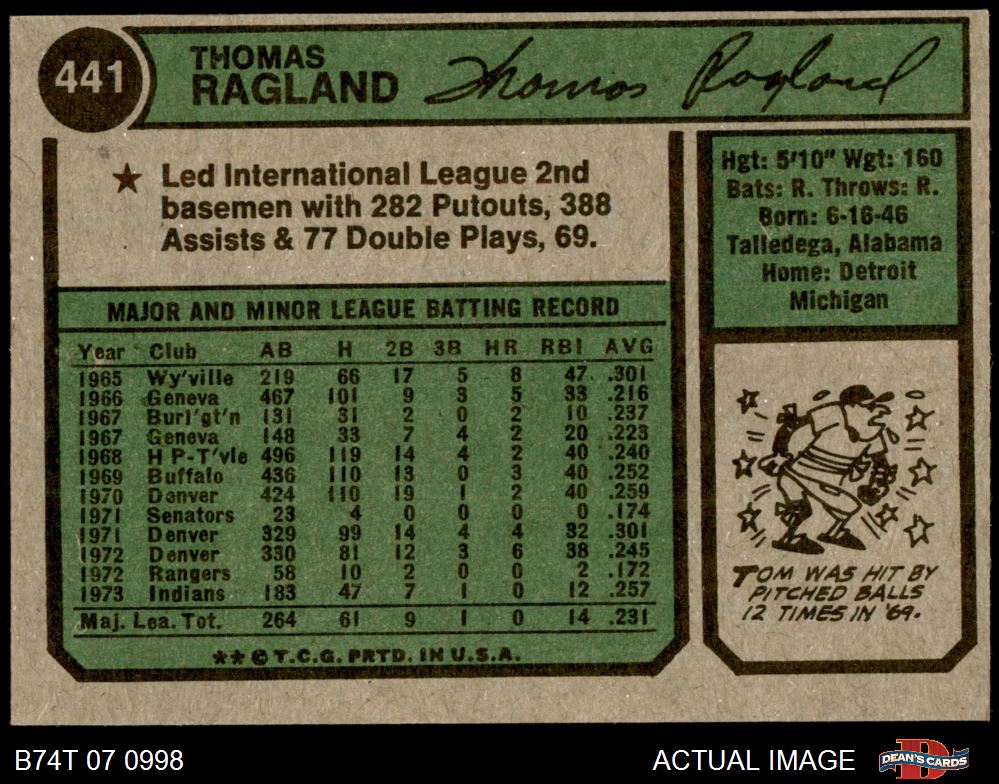 441
THOMAS
RAGLAND
Thomas Ragland
★ Led International League 2nd
basemen with 282 Putouts, 388
Assists & 77 Double Plays, 69.
Hgt: 5'10" Wgt: 160
Bats: R. Throws: R.
Born: 6-16-46
Talledega, Alabama
Home: Detroit
Michigan
MAJOR AND MINOR LEAGUE BATTING RECORD
Year Club AB H 2B 3B HR RBI AVG
1965 Wy'ville 219 66 17 5 8 47 .301
1966 Geneva 467 101 9 3 5 33 .216
1967 Burl'gt'n 131 31 2 0 2 10 .237
1967 Geneva 148 33 7 4 2 20 .223
1968 H P-T'vle 496 119 14 4 2 40 .240
1969 Buffalo 436 110 13 0 3 40 .252
1970 Denver 424 110 19 1 2 40 .259
1971 Senators 23 4 0 0 0 0 .174
1971 Denver 329 99 14 4 4 32 .301
1972 Denver 330 81 12 3 6 38 .245
1972 Rangers 58 10 2 0 0 2 .172
1973 Indians 183 47 7 1 0 12 .257
Maj. Lea. Tot. 264 61 9 1 0 14 .231
**© T.C.G. PRTD. IN U.S.A.
TOM WAS HIT BY
PITCHED BALLS
12 TIMES IN '69.
B74T 07 0998
ACTUAL IMAGE
D
DEAN'S CARDS